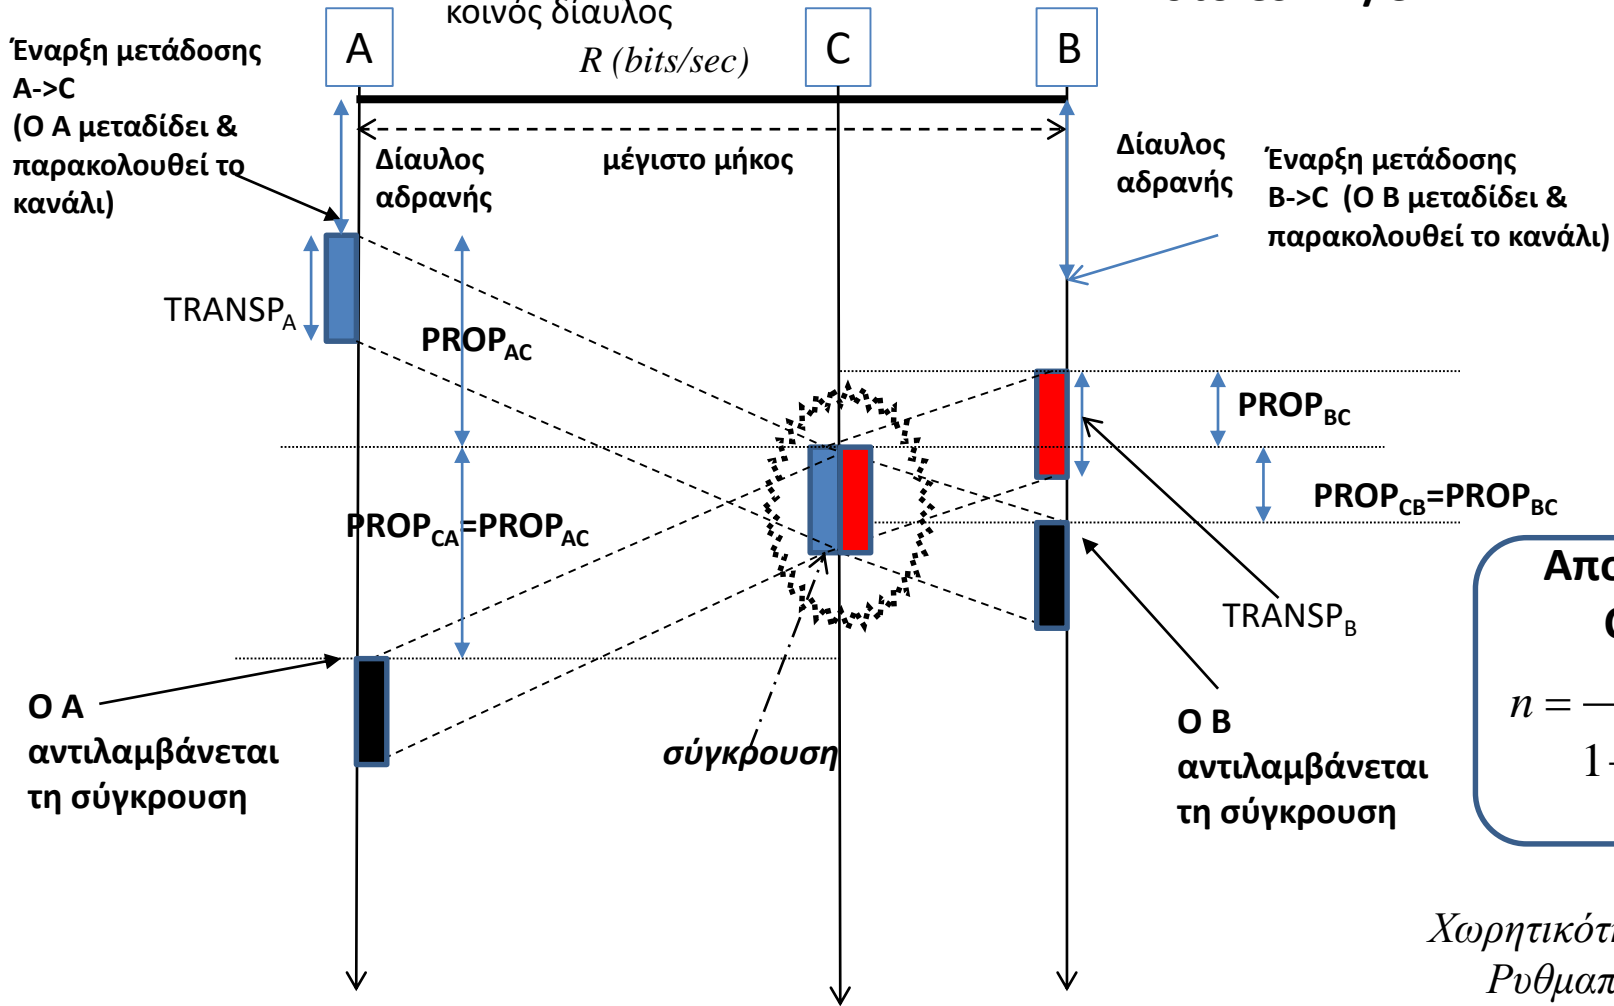 κοινός δίαυλος
R (bits/sec)
A
C
B
Έναρξη μετάδοσης
A->C
(Ο Α μεταδίδει &
παρακολουθεί το
κανάλι)
Δίαυλος
αδρανής
μέγιστο μήκος
Δίαυλος
αδρανής
Έναρξη μετάδοσης
B->C (Ο Β μεταδίδει &
παρακολουθεί το κανάλι)
TRANSP_A
PROP_AC
PROP_BC
PROP_CA=PROP_AC
PROP_CB=PROP_BC
TRANSP_B
Ο Α
αντιλαμβάνεται
τη σύγκρουση
σύγκρουση
Ο Β
αντιλαμβάνεται
τη σύγκρουση
n =
1